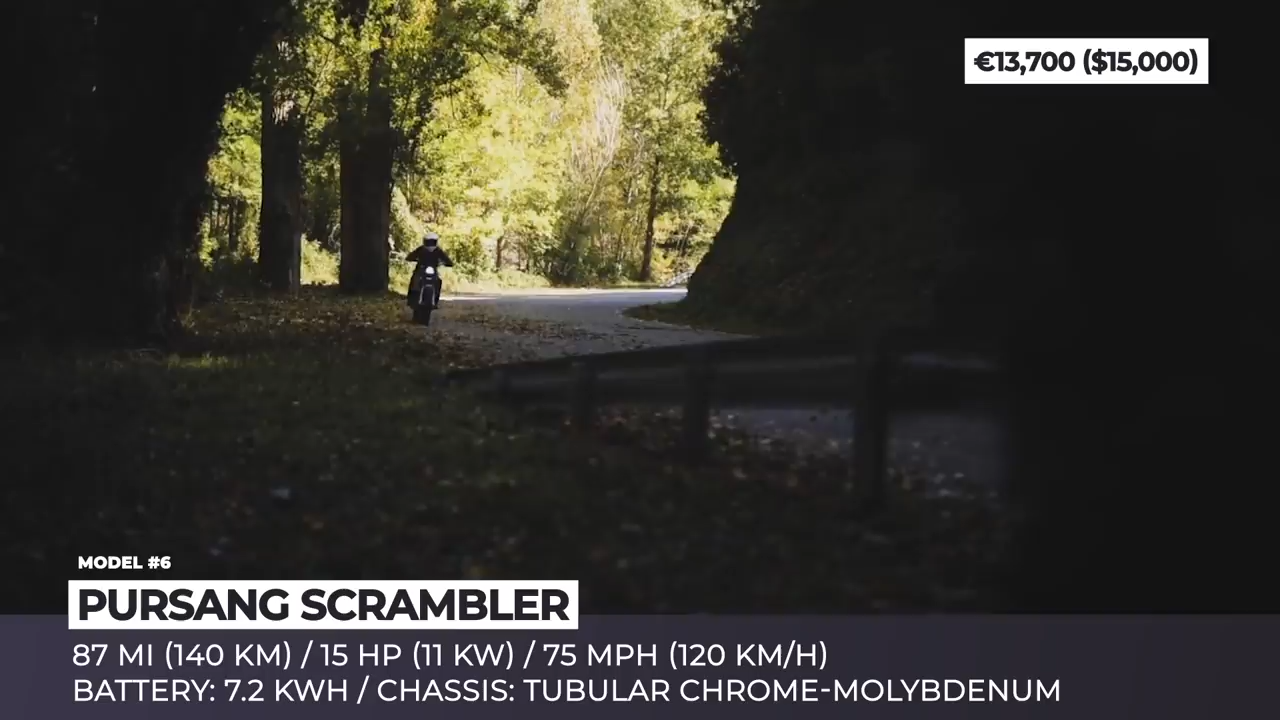 €13,700 ($15,000)
MODEL #6
PURSANG SCRAMBLER
87 MI (140 KM) / 15 HP (11 KW) / 75 MPH (120 KM/H)
BATTERY: 7.2 KWH / CHASSIS: TUBULAR CHROME-MOLYBDENUM